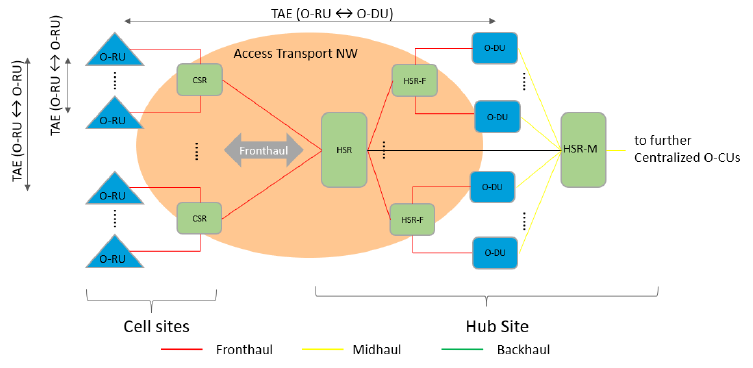 TAE (O-RU ↔ O-DU)
TAE (O-RU ↔ O-RU)
TAE (O-RU ↔ O-RU)
Access Transport NW
O-RU
O-RU
O-RU
O-RU
CSR
CSR
Fronthaul
HSR
HSR-F
HSR-F
O-DU
O-DU
O-DU
O-DU
HSR-M
to further
Centralized O-CUs
Cell sites
Hub Site
Fronthaul
Midhaul
Backhaul